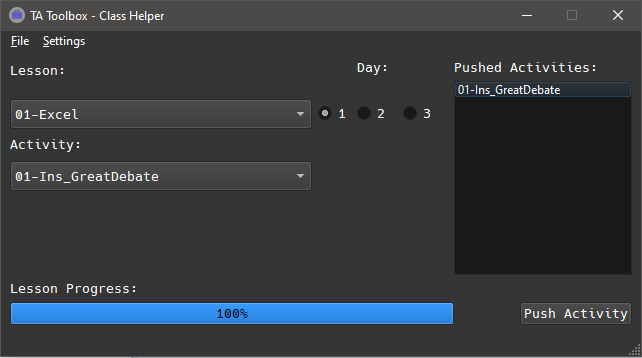 TA Toolbox - Class Helper
File Settings
Lesson:
Day:
Pushed Activities:
01-Excel
1 2 3
01-Ins_GreatDebate
Activity:
01-Ins_GreatDebate
Lesson Progress:
100%
Push Activity